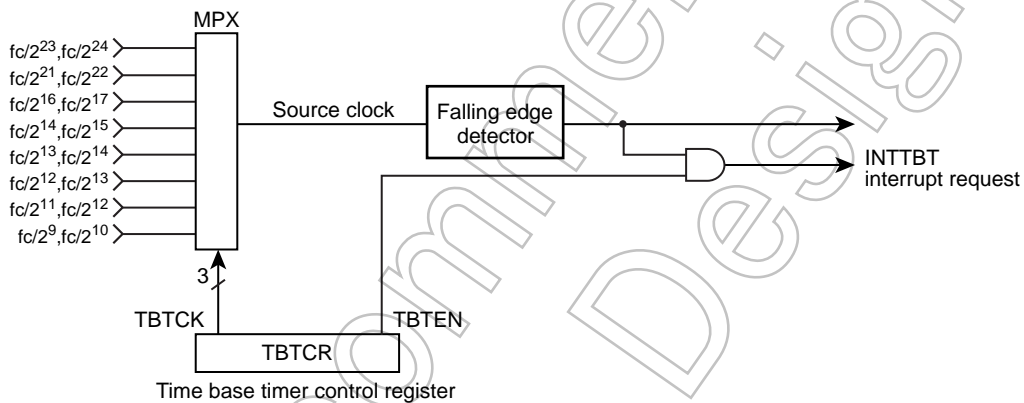 MPX
fc/2^23,fc/2^24
fc/2^21,fc/2^22
fc/2^16,fc/2^17
fc/2^14,fc/2^15
fc/2^13,fc/2^14
fc/2^12,fc/2^13
fc/2^11,fc/2^12
fc/2^9,fc/2^10
Source clock
Falling edge
detector
INTTBT
interrupt request
3
TBTCK
TBTEN
TBTCR
Time base timer control register